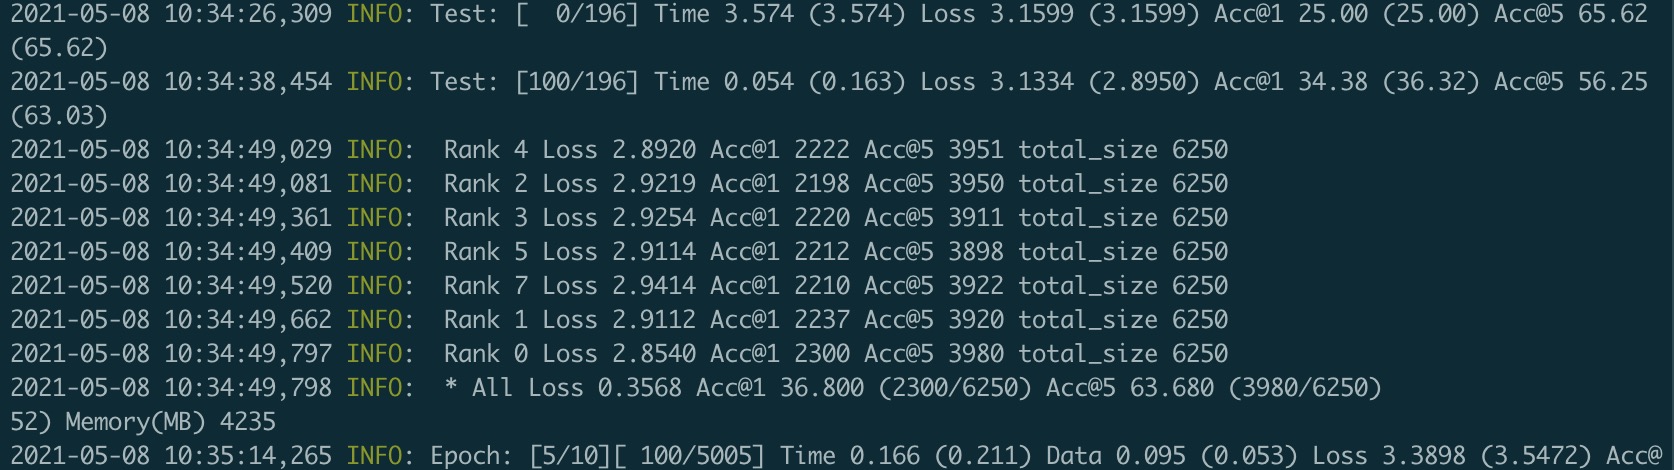 2021-05-08 10:34:26,309 INFO: Test: [  0/196] Time 3.574 (3.574) Loss 3.1599 (3.1599) Acc@1 25.00 (25.00) Acc@5 65.62
(65.62)
2021-05-08 10:34:38,454 INFO: Test: [100/196] Time 0.054 (0.163) Loss 3.1334 (2.8950) Acc@1 34.38 (36.32) Acc@5 56.25
(63.03)
2021-05-08 10:34:49,029 INFO:  Rank 4 Loss 2.8920 Acc@1 2222 Acc@5 3951 total_size 6250
2021-05-08 10:34:49,081 INFO:  Rank 2 Loss 2.9219 Acc@1 2198 Acc@5 3950 total_size 6250
2021-05-08 10:34:49,361 INFO:  Rank 3 Loss 2.9254 Acc@1 2220 Acc@5 3911 total_size 6250
2021-05-08 10:34:49,409 INFO:  Rank 5 Loss 2.9114 Acc@1 2212 Acc@5 3898 total_size 6250
2021-05-08 10:34:49,520 INFO:  Rank 7 Loss 2.9414 Acc@1 2210 Acc@5 3922 total_size 6250
2021-05-08 10:34:49,662 INFO:  Rank 1 Loss 2.9112 Acc@1 2237 Acc@5 3920 total_size 6250
2021-05-08 10:34:49,797 INFO:  Rank 0 Loss 2.8540 Acc@1 2300 Acc@5 3980 total_size 6250
2021-05-08 10:34:49,798 INFO:  * All Loss 0.3568 Acc@1 36.800 (2300/6250) Acc@5 63.680 (3980/6250)
52) Memory(MB) 4235
2021-05-08 10:35:14,265 INFO: Epoch: [5/10][ 100/5005] Time 0.166 (0.211) Data 0.095 (0.053) Loss 3.3898 (3.5472) Acc@